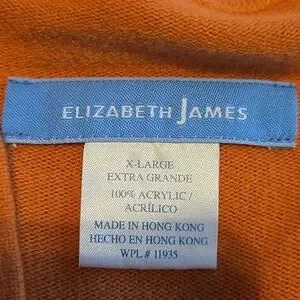 ELIZABETH JAMES
X-LARGE
EXTRA GRANDE
100% ACRYLIC /
ACRÍLICO
MADE IN HONG KONG
HECHO EN HONG KONG
WPL # 11935